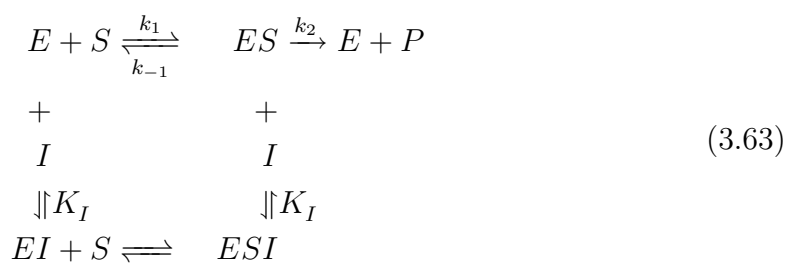 E + S ⇌ ES → E + P
k₁ k₋₁ k₂
+ +
I I
(3.63)
⥮ K_I ⥮ K_I
EI + S ⇌ ESI